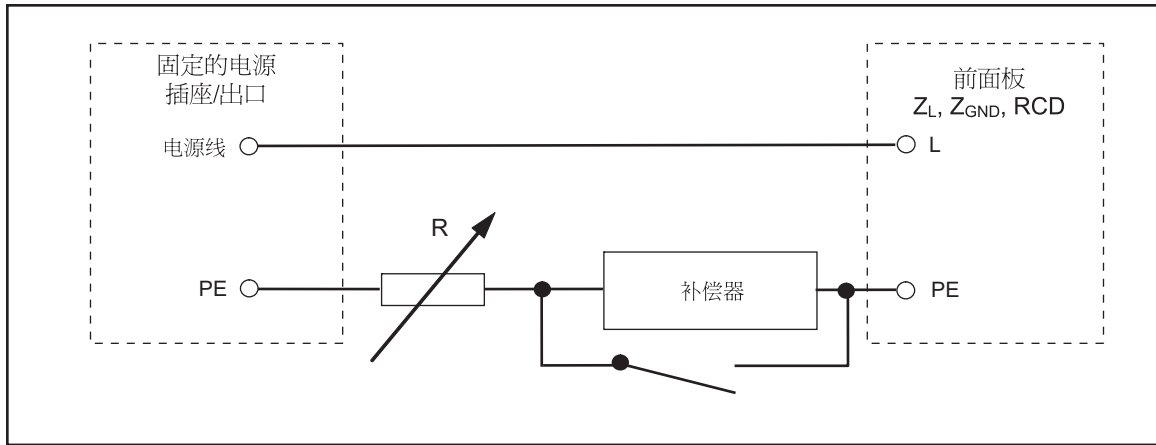 固定的电源
插座/出口
前面板
ZL, ZGND, RCD
电源线
L
R
PE
补偿器
PE